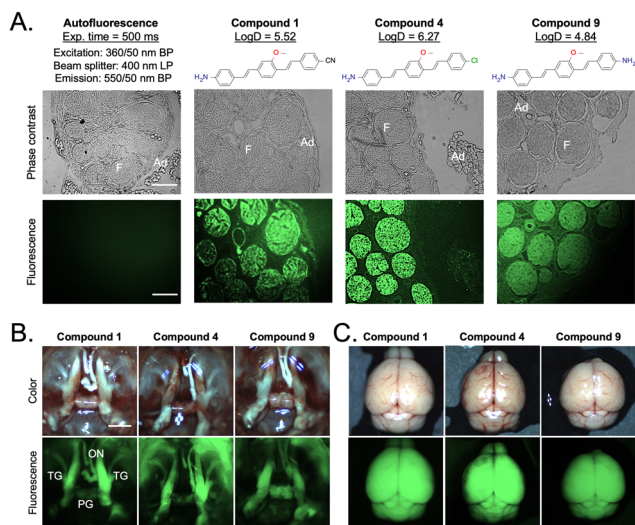 A.
Autofluorescence
Exp. time = 500 ms
Excitation: 360/50 nm BP
Beam splitter: 400 nm LP
Emission: 550/50 nm BP
Compound 1
LogD = 5.52
Compound 4
LogD = 6.27
Compound 9
LogD = 4.84
H₂N
O
CN
H₂N
O
Cl
H₂N
O
NH₂
Phase contrast
F
Ad
F
Ad
F
Ad
Ad
F
Fluorescence
B.
Compound 1
Compound 4
Compound 9
Color
Fluorescence
ON
TG
TG
PG
C.
Compound 1
Compound 4
Compound 9